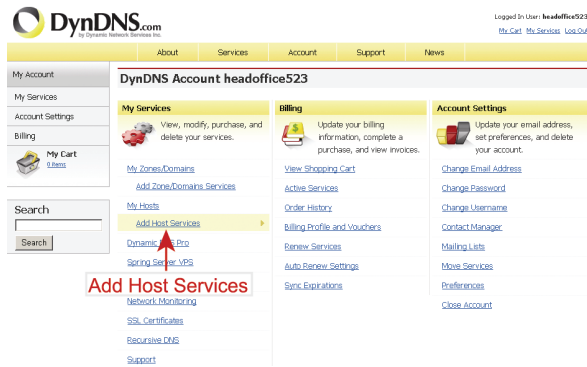 DynDNS.com
by Dynamic Network Services Inc.
Logged In User: headoffice523
My Cart My Services Log Out
About Services Account Support News
My Account
My Services
Account Settings
Billing
My Cart
0 items
Search
Search
DynDNS Account headoffice523
My Services
View, modify, purchase, and
delete your services.
My Zones/Domains
Add Zone/Domains Services
My Hosts
Add Host Services
Dynamic Pro
Spring Server VPS
Add Host Services
Network Monitoring
SSL Certificates
Recursive DNS
Support
Billing
Update your billing
information, complete a
purchase, and view invoices.
View Shopping Cart
Active Services
Order History
Billing Profile and Vouchers
Renew Services
Auto Renew Settings
Sync Expirations
Account Settings
Update your email address,
set preferences, and delete
your account.
Change Email Address
Change Password
Change Username
Contact Manager
Mailing Lists
Move Services
Preferences
Close Account